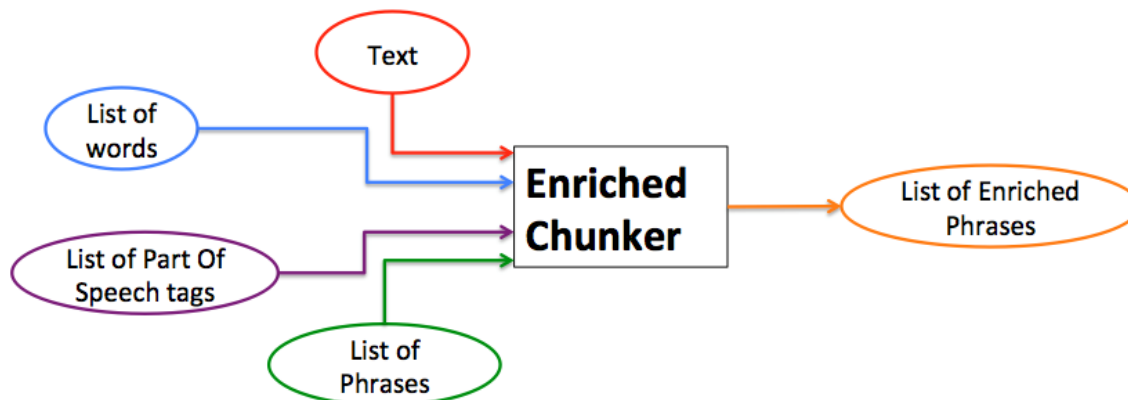 Text
List of
words
Enriched
Chunker
List of Enriched
Phrases
List of Part Of
Speech tags
List of
Phrases